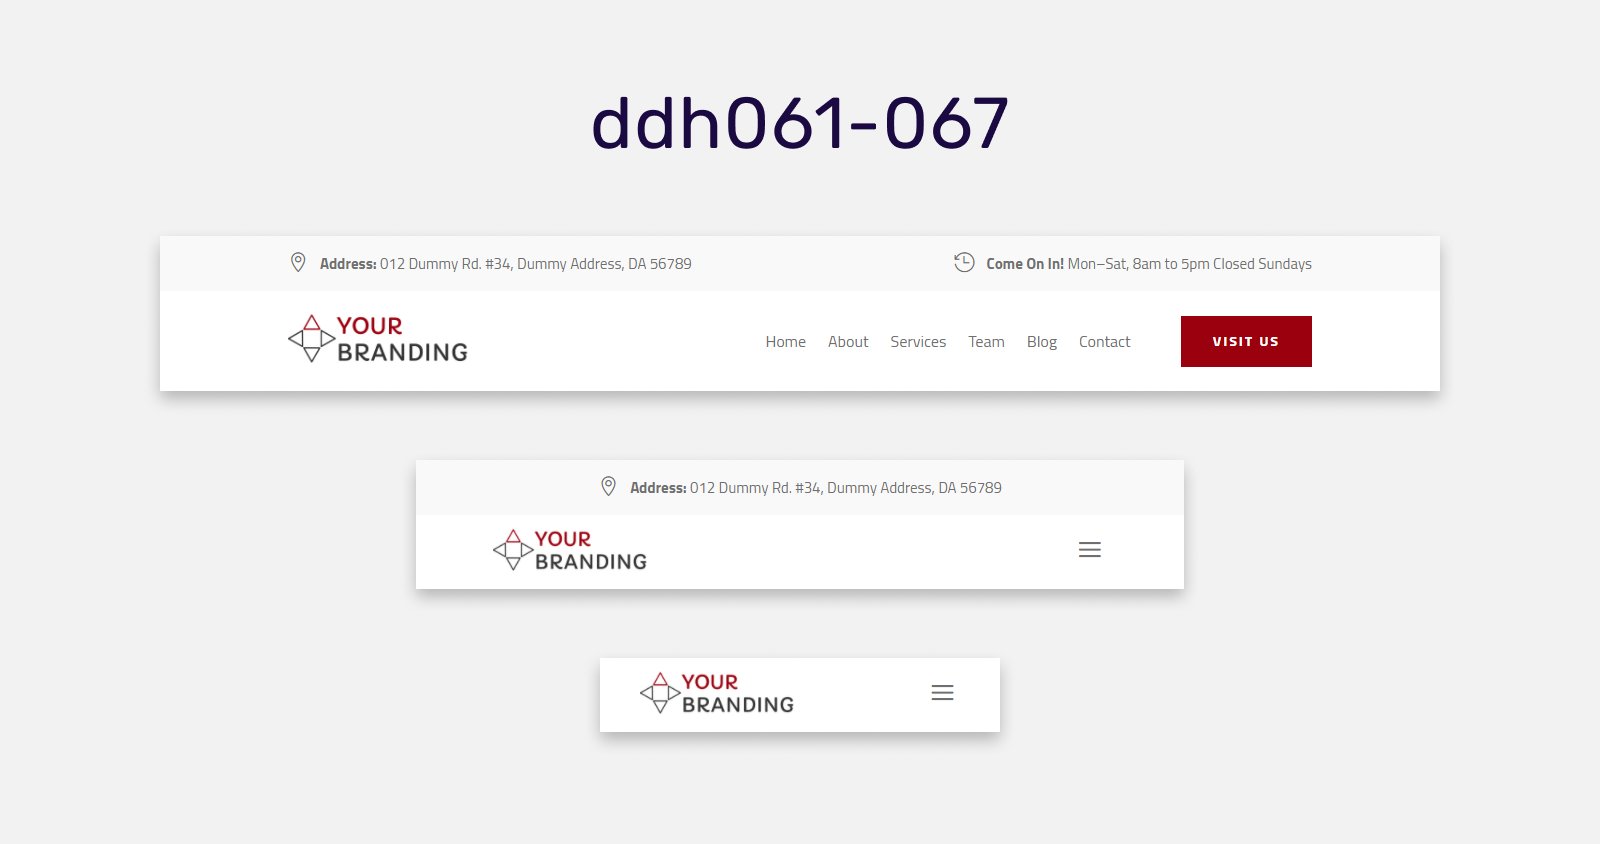 ddh061-067
Address: 012 Dummy Rd. #34, Dummy Address, DA 56789
Come On In! Mon–Sat, 8am to 5pm Closed Sundays
YOUR
BRANDING
Home About Services Team Blog Contact
VISIT US
Address: 012 Dummy Rd. #34, Dummy Address, DA 56789
YOUR
BRANDING
YOUR
BRANDING